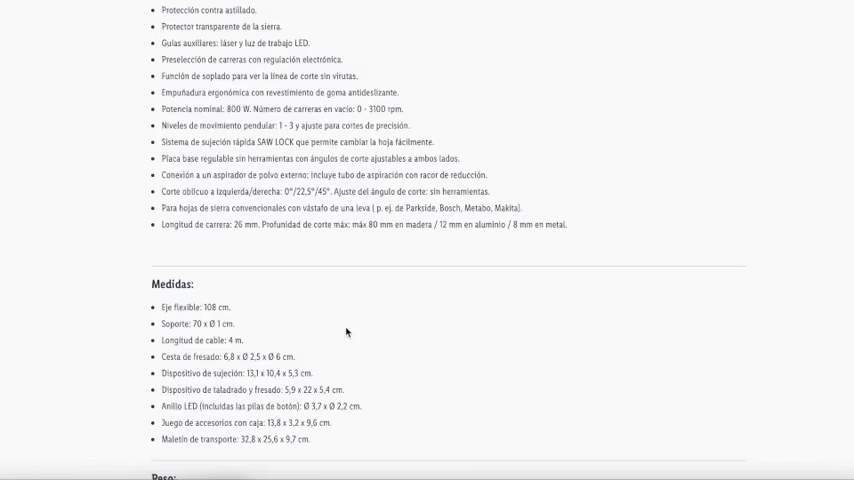 Protección contra astillado.
Protector transparente de la sierra.
Guías auxiliares: láser y luz de trabajo LED.
Preselección de carreras con regulación electrónica.
Función de soplado para ver la línea de corte sin virutas.
Empuñadura ergonómica con revestimiento de goma antideslizante.
Potencia nominal: 800 W. Número de carreras en vacío: 0 - 3100 rpm.
Niveles de movimiento pendular: 1 - 3 y ajuste para cortes de precisión.
Sistema de sujeción rápida SAW LOCK que permite cambiar la hoja fácilmente.
Placa base regulable sin herramientas con ángulos de corte ajustables a ambos lados.
Conexión a un aspirador de polvo externo: incluye tubo de aspiración con racor de reducción.
Corte oblicuo a izquierda/derecha: 0°/22,5°/45°. Ajuste del ángulo de corte: sin herramientas.
Para hojas de sierra convencionales con vástafo de una leva ( p. ej. de Parkside, Bosch, Metabo, Makita).
Longitud de carrera: 26 mm. Profunidad de corte máx: máx 80 mm en madera / 12 mm en aluminio / 8 mm en metal.
Medidas:
Eje flexible: 108 cm.
Soporte: 70 x Ø 1 cm.
Longitud de cable: 4 m.
Cesta de fresado: 6,8 x Ø 2,5 x Ø 6 cm.
Dispositivo de sujeción: 13,1 x 10,4 x 5,3 cm.
Dispositivo de taladrado y fresado: 5,9 x 22 x 5,4 cm.
Anillo LED (incluidas las pilas de botón): Ø 3,7 x Ø 2,2 cm.
Juego de accesorios con caja: 13,8 x 3,2 x 9,6 cm.
Maletín de transporte: 32,8 x 25,6 x 9,7 cm.
Peso: